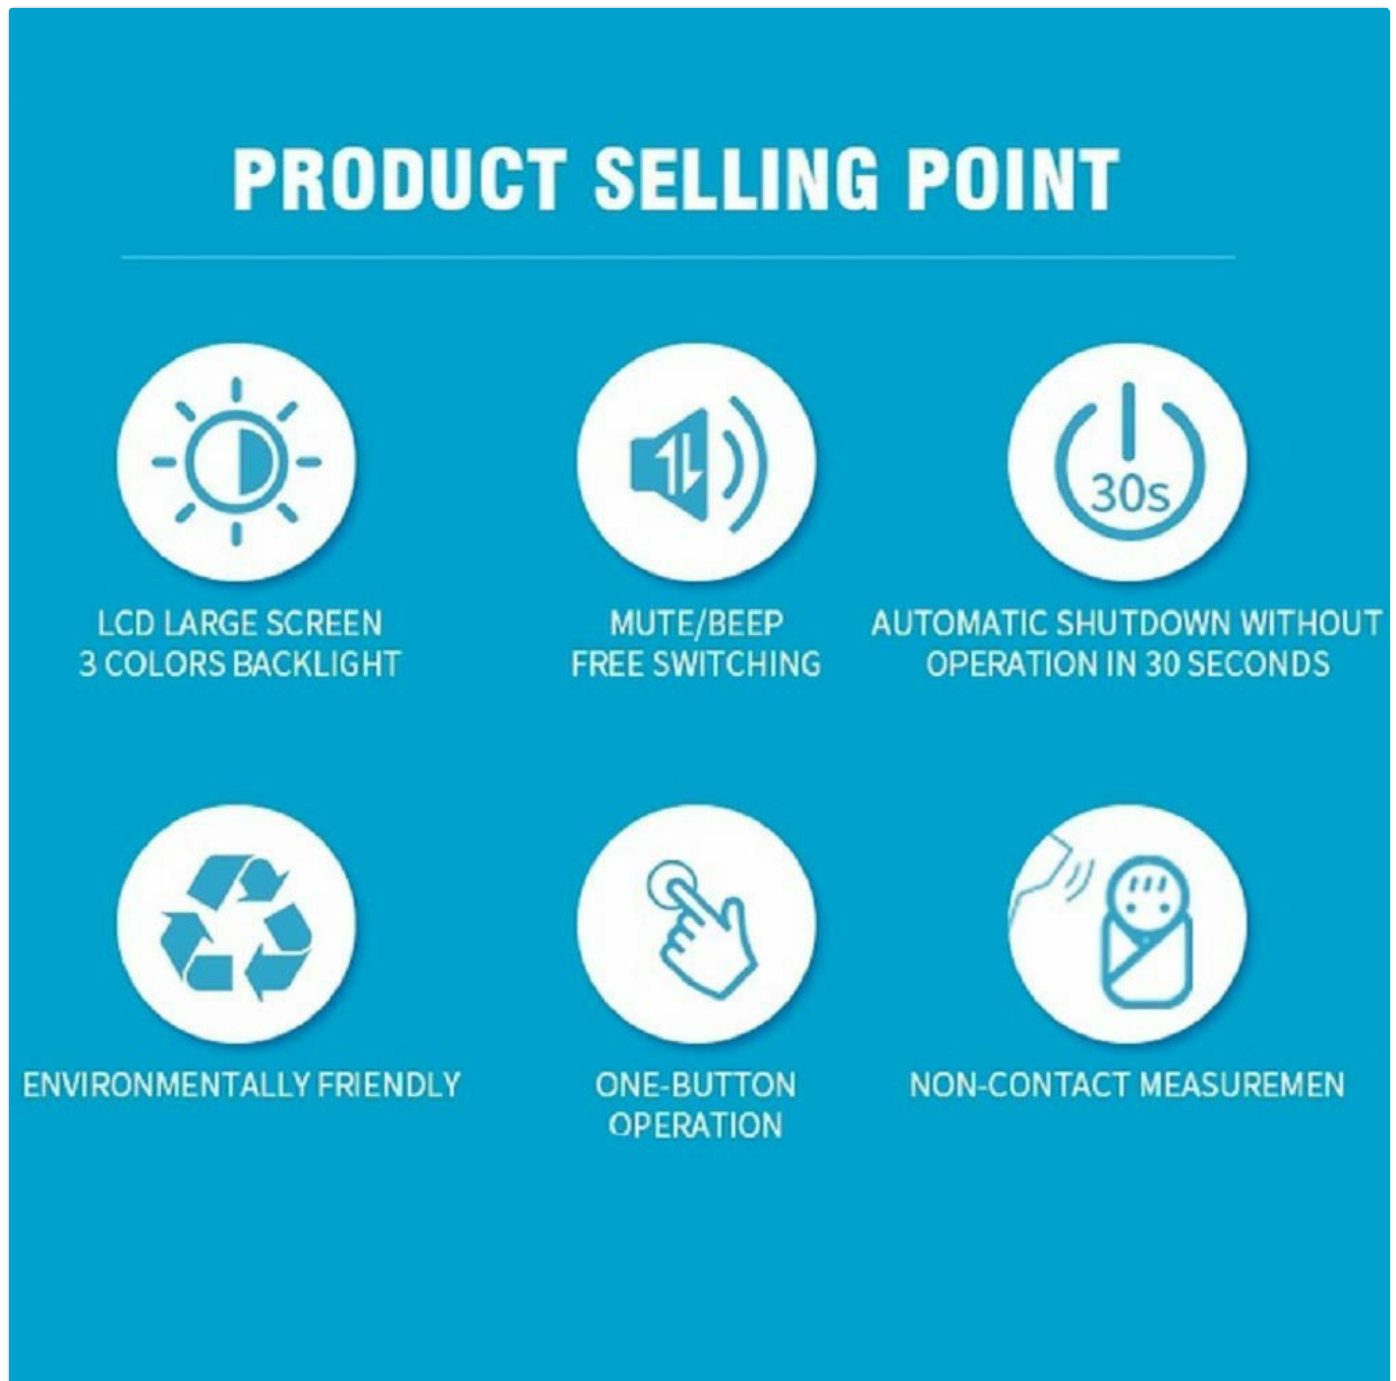 PRODUCT SELLING POINT
30s
LCD LARGE SCREEN
3 COLORS BACKLIGHT
MUTE/BEEP
FREE SWITCHING
AUTOMATIC SHUTDOWN WITHOUT
OPERATION IN 30 SECONDS
ENVIRONMENTALLY FRIENDLY
ONE-BUTTON
OPERATION
NON-CONTACT MEASUREMEN